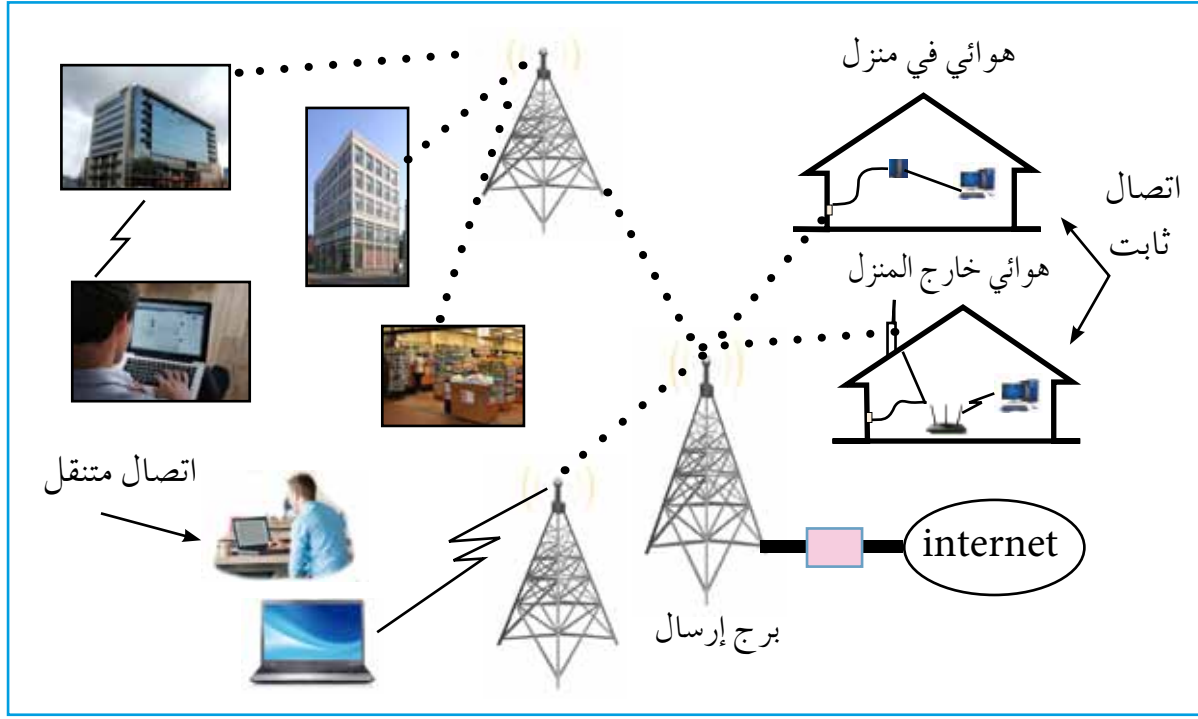 هوائي في منزل
اتصال
ثابت
هوائي خارج المنزل
اتصال متنقل
internet
برج إرسال